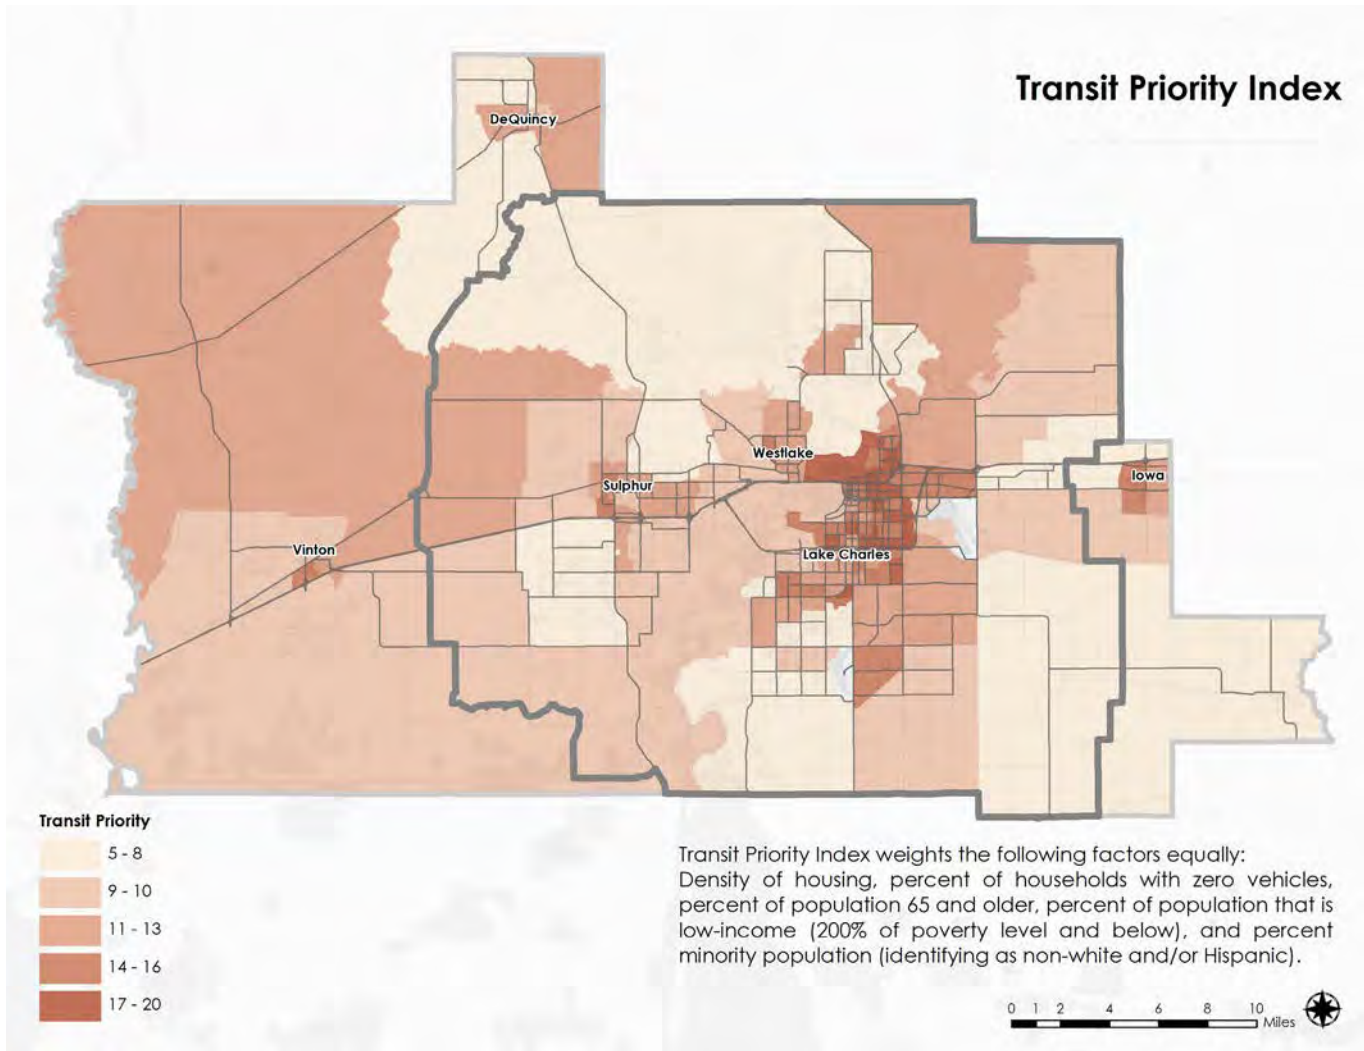 Transit Priority Index
DeQuincy
Westlake
Sulphur
Iowa
Vinton
Lake Charles
Transit Priority
5 - 8
9 - 10
11 - 13
14 - 16
17 - 20
Transit Priority Index weights the following factors equally:
Density of housing, percent of households with zero vehicles,
percent of population 65 and older, percent of population that is
low-income (200% of poverty level and below), and percent
minority population (identifying as non-white and/or Hispanic).
0 1 2 4 6 8 10
Miles